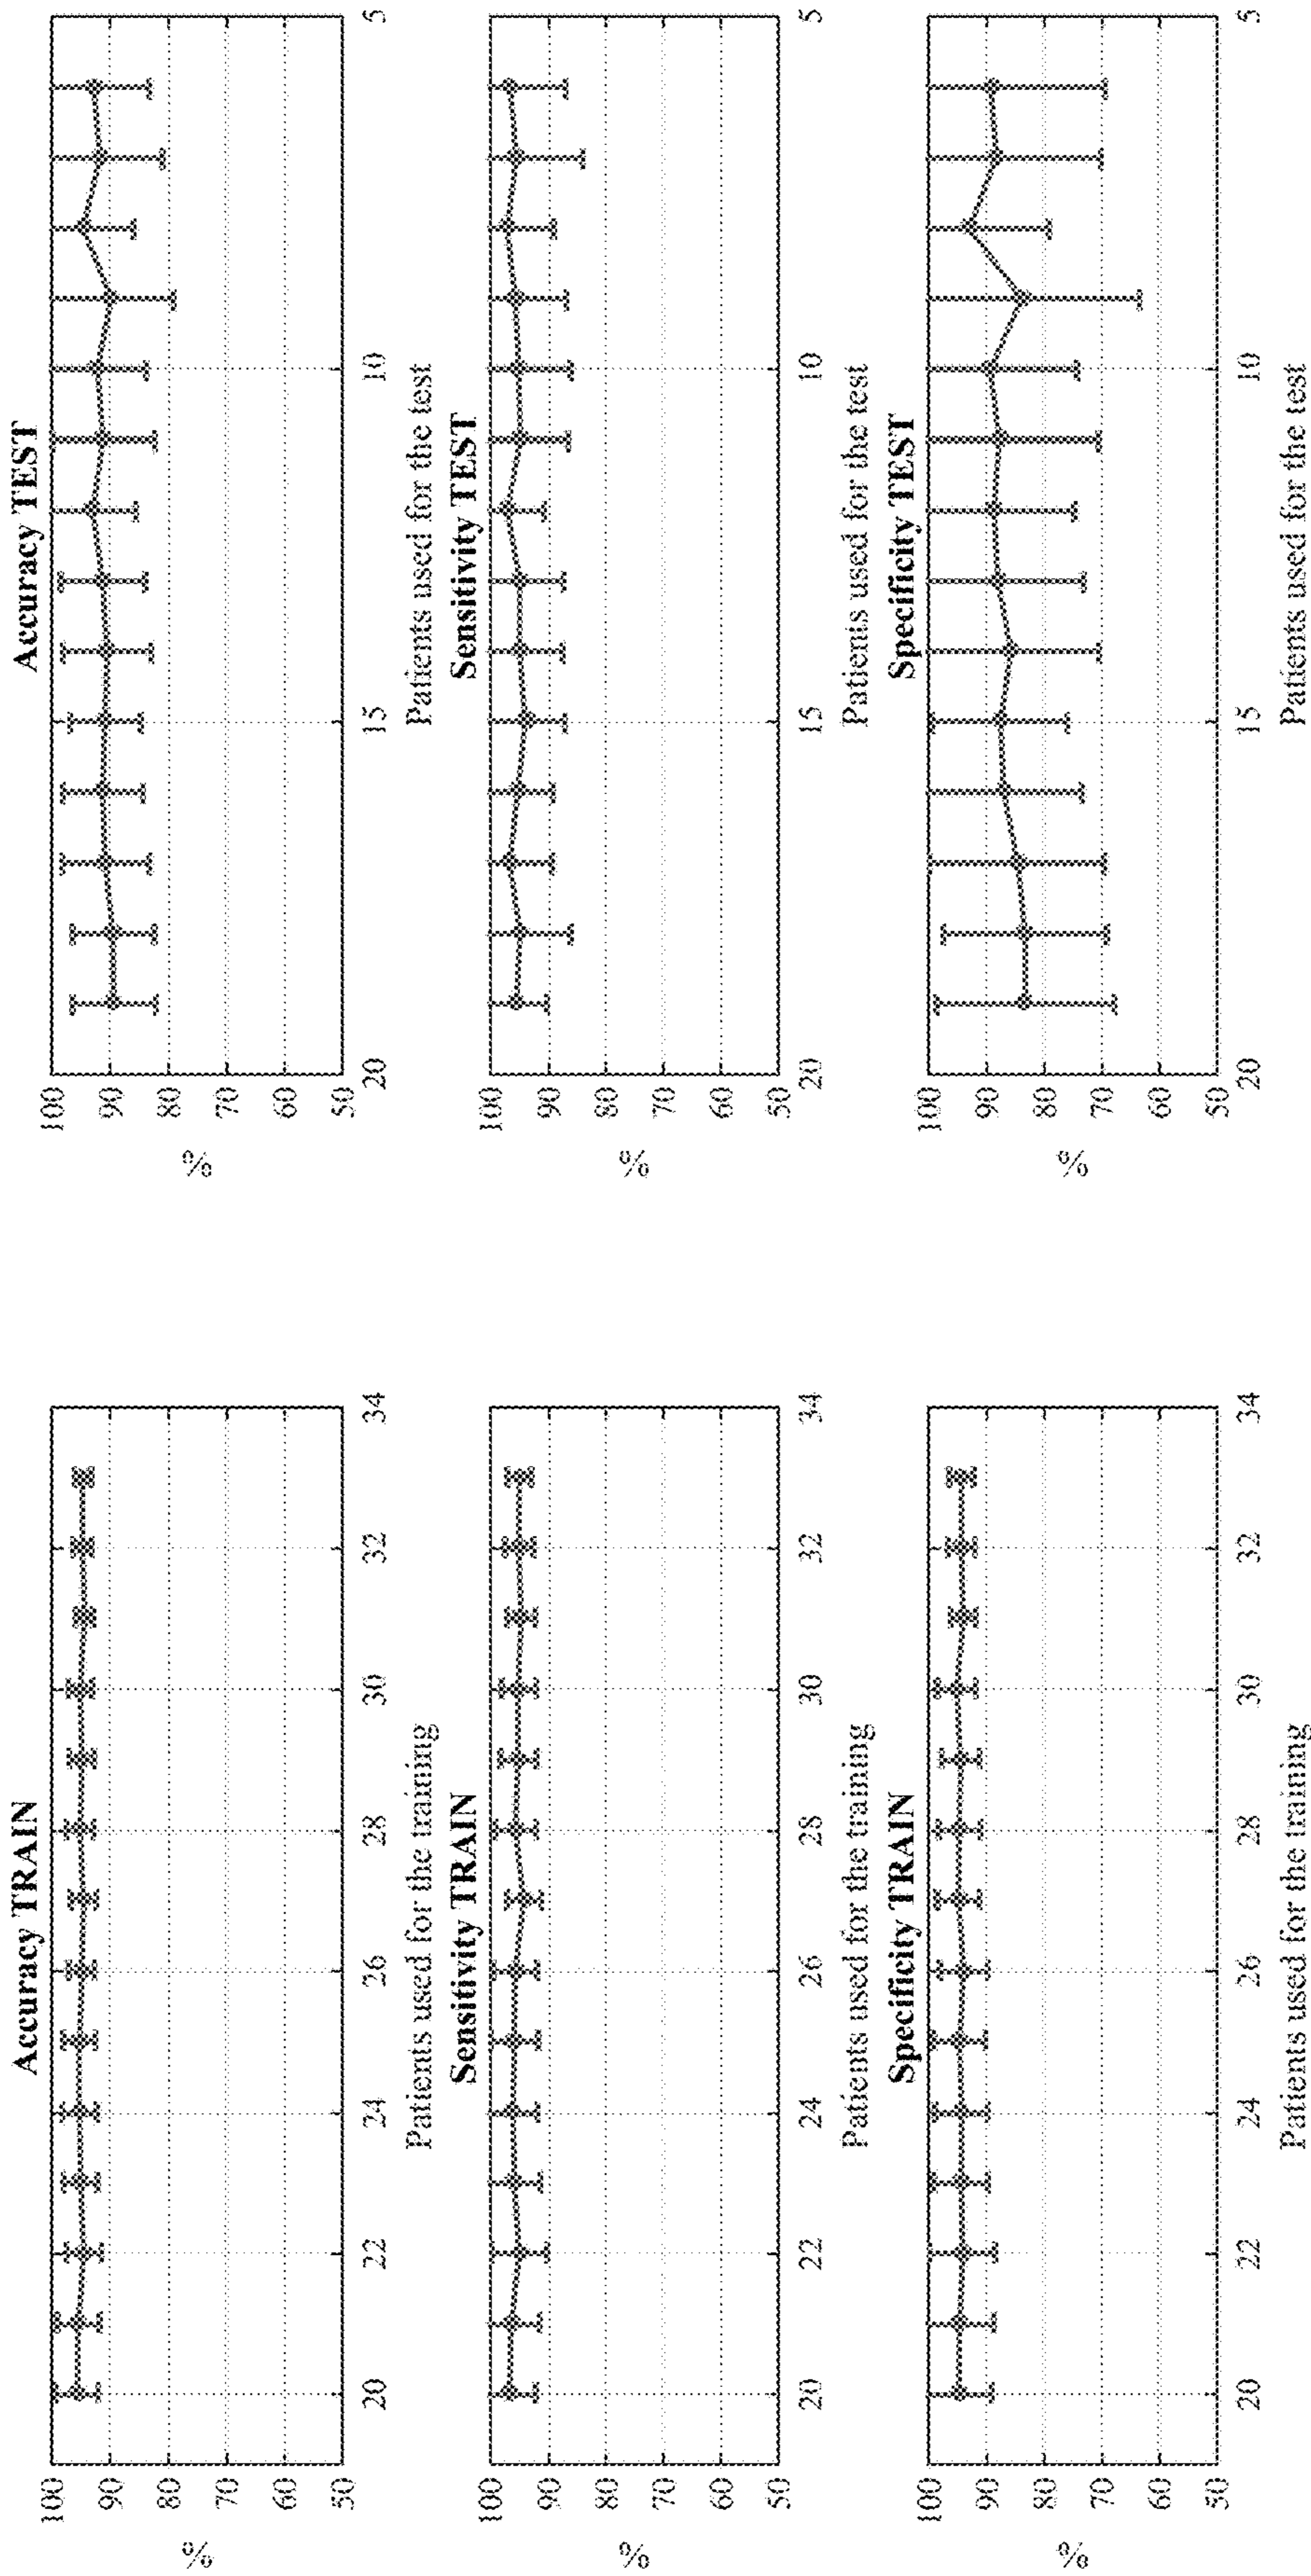 Accuracy TRAIN
100
90
80
70
60
50
%
20 22 24 26 28 30 32 34
Patients used for the training
Accuracy TEST
100
90
80
70
60
50
%
20 15 10 5
Patients used for the test
Sensitivity TRAIN
100
90
80
70
60
50
%
20 22 24 26 28 30 32 34
Patients used for the training
Sensitivity TEST
100
90
80
70
60
50
%
20 15 10 5
Patients used for the test
Specificity TRAIN
100
90
80
70
60
50
%
20 22 24 26 28 30 32 34
Patients used for the training
Specificity TEST
100
90
80
70
60
50
%
20 15 10 5
Patients used for the test